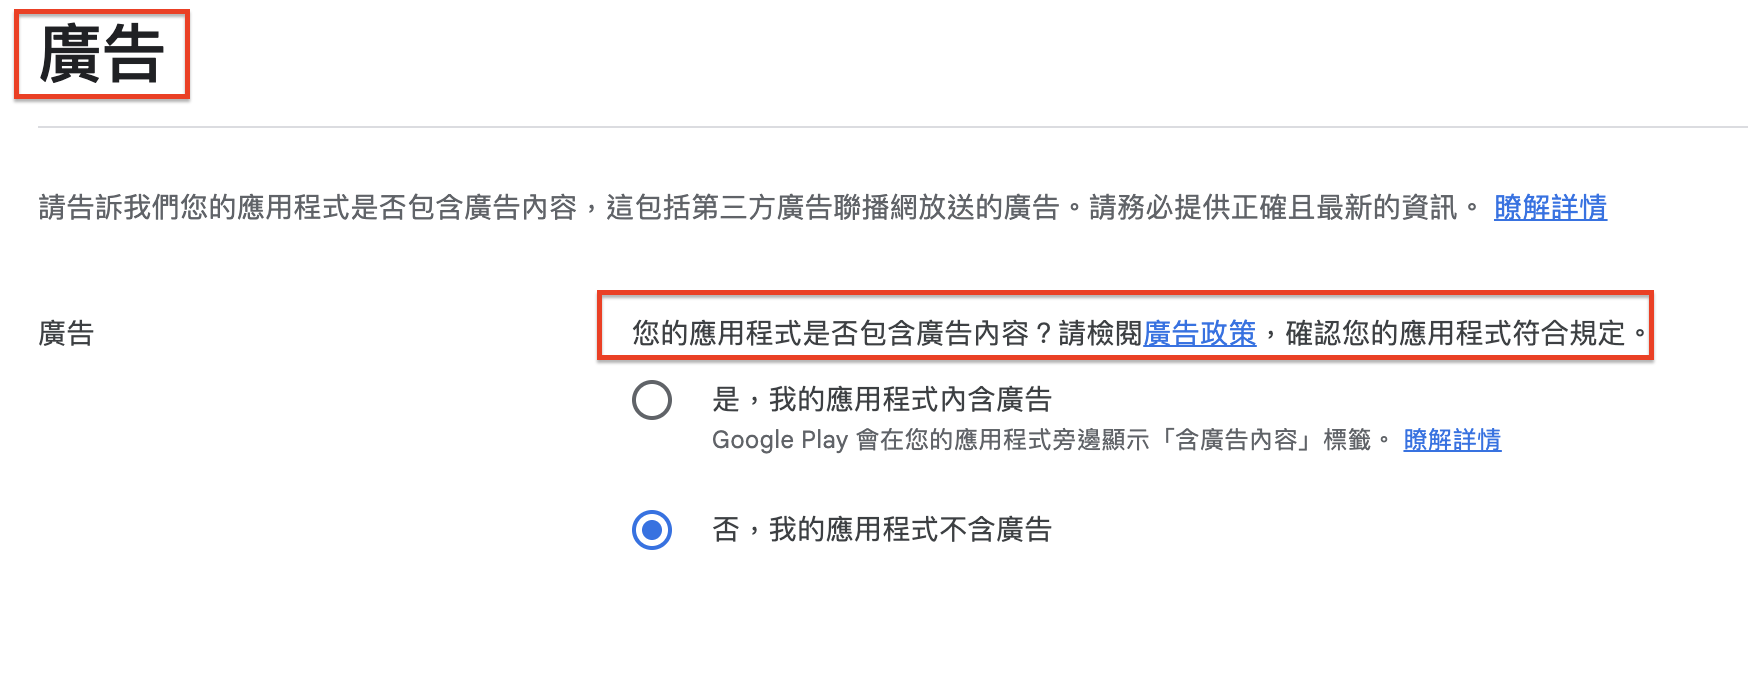 廣告
請告訴我們您的應用程式是否包含廣告內容，這包括第三方廣告聯播網放送的廣告。請務必提供正確且最新的資訊。 瞭解詳情
廣告
您的應用程式是否包含廣告內容？請檢閱廣告政策，確認您的應用程式符合規定。
是，我的應用程式內含廣告
Google Play 會在您的應用程式旁邊顯示「含廣告內容」標籤。 瞭解詳情
否，我的應用程式不含廣告